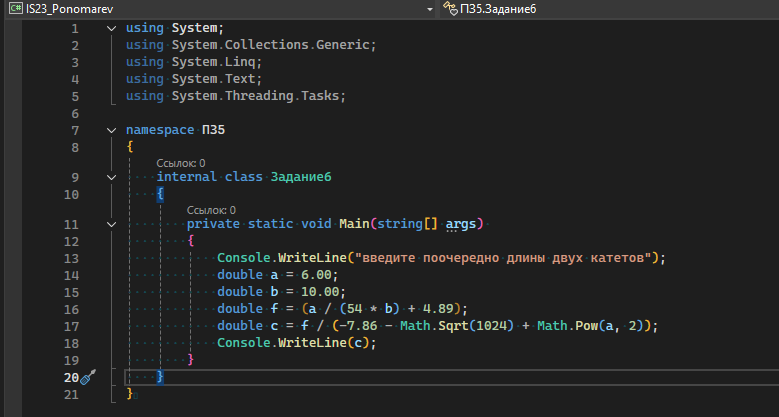 IS23_Ponomarev
ПЗ5.Задание6
1 using System;
2 using System.Collections.Generic;
3 using System.Linq;
4 using System.Text;
5 using System.Threading.Tasks;
6
7 namespace ПЗ5
8 {
Ссылок: 0
9 internal class Задание6
10 {
Ссылок: 0
11 private static void Main(string[] args)
12 {
13 Console.WriteLine("введите поочередно длины двух катетов");
14 double a = 6.00;
15 double b = 10.00;
16 double f = (a / (54 * b) + 4.89);
17 double c = f / (-7.86 - Math.Sqrt(1024) + Math.Pow(a, 2));
18 Console.WriteLine(c);
19 }
20 }
21 }